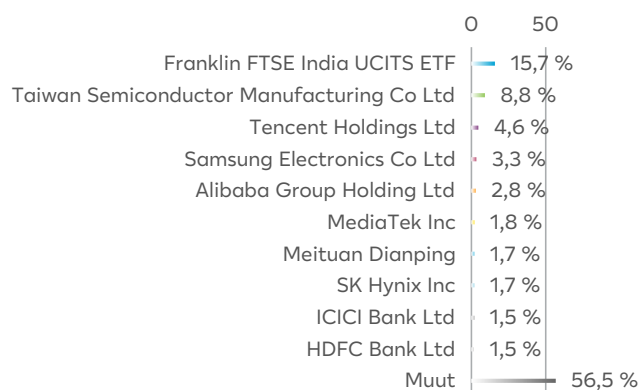 0 50
Franklin FTSE India UCITS ETF 15,7 %
Taiwan Semiconductor Manufacturing Co Ltd 8,8 %
Tencent Holdings Ltd 4,6 %
Samsung Electronics Co Ltd 3,3 %
Alibaba Group Holding Ltd 2,8 %
MediaTek Inc 1,8 %
Meituan Dianping 1,7 %
SK Hynix Inc 1,7 %
ICICI Bank Ltd 1,5 %
HDFC Bank Ltd 1,5 %
Muut 56,5 %